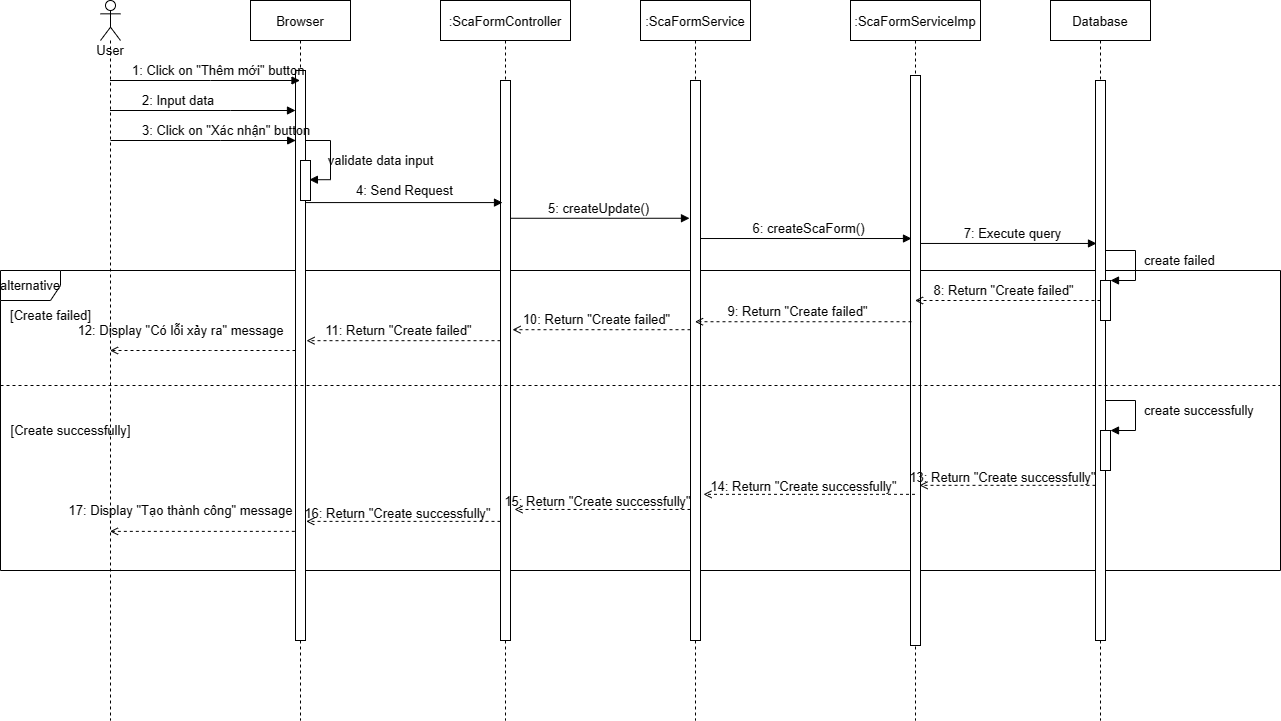 Browser
:ScaFormController
:ScaFormService
:ScaFormServiceImp
Database
User
1: Click on "Thêm mới" button
2: Input data
3: Click on "Xác nhận" button
validate data input
4: Send Request
5: createUpdate()
6: createScaForm()
7: Execute query
create failed
alternative
[Create failed]
8: Return "Create failed"
9: Return "Create failed"
10: Return "Create failed"
11: Return "Create failed"
12: Display "Có lỗi xảy ra" message
create successfully
[Create successfully]
13: Return "Create successfully"
14: Return "Create successfully"
15: Return "Create successfully"
16: Return "Create successfully"
17: Display "Tạo thành công" message